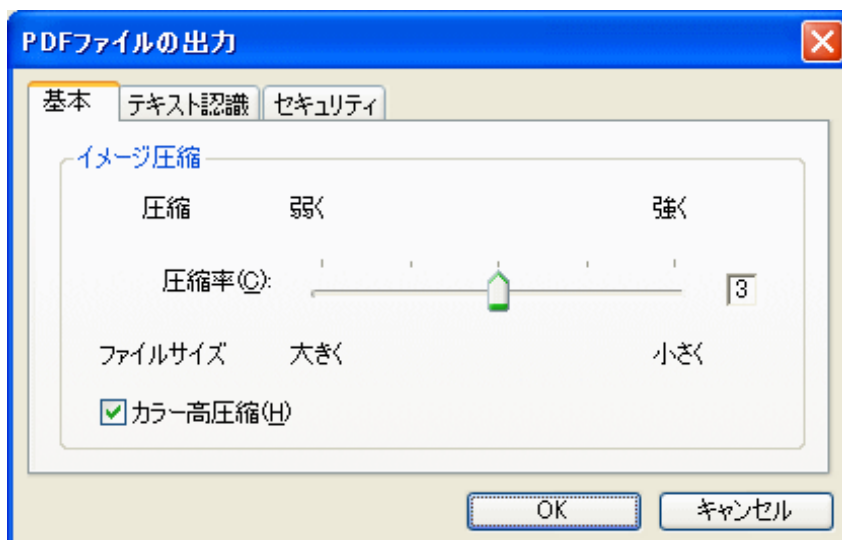 PDFファイルの出力
基本 テキスト認識 セキュリティ
イメージ圧縮
圧縮 弱く 強く
圧縮率(C): 3
ファイルサイズ 大きく 小さく
カラー高圧縮(H)
OK キャンセル